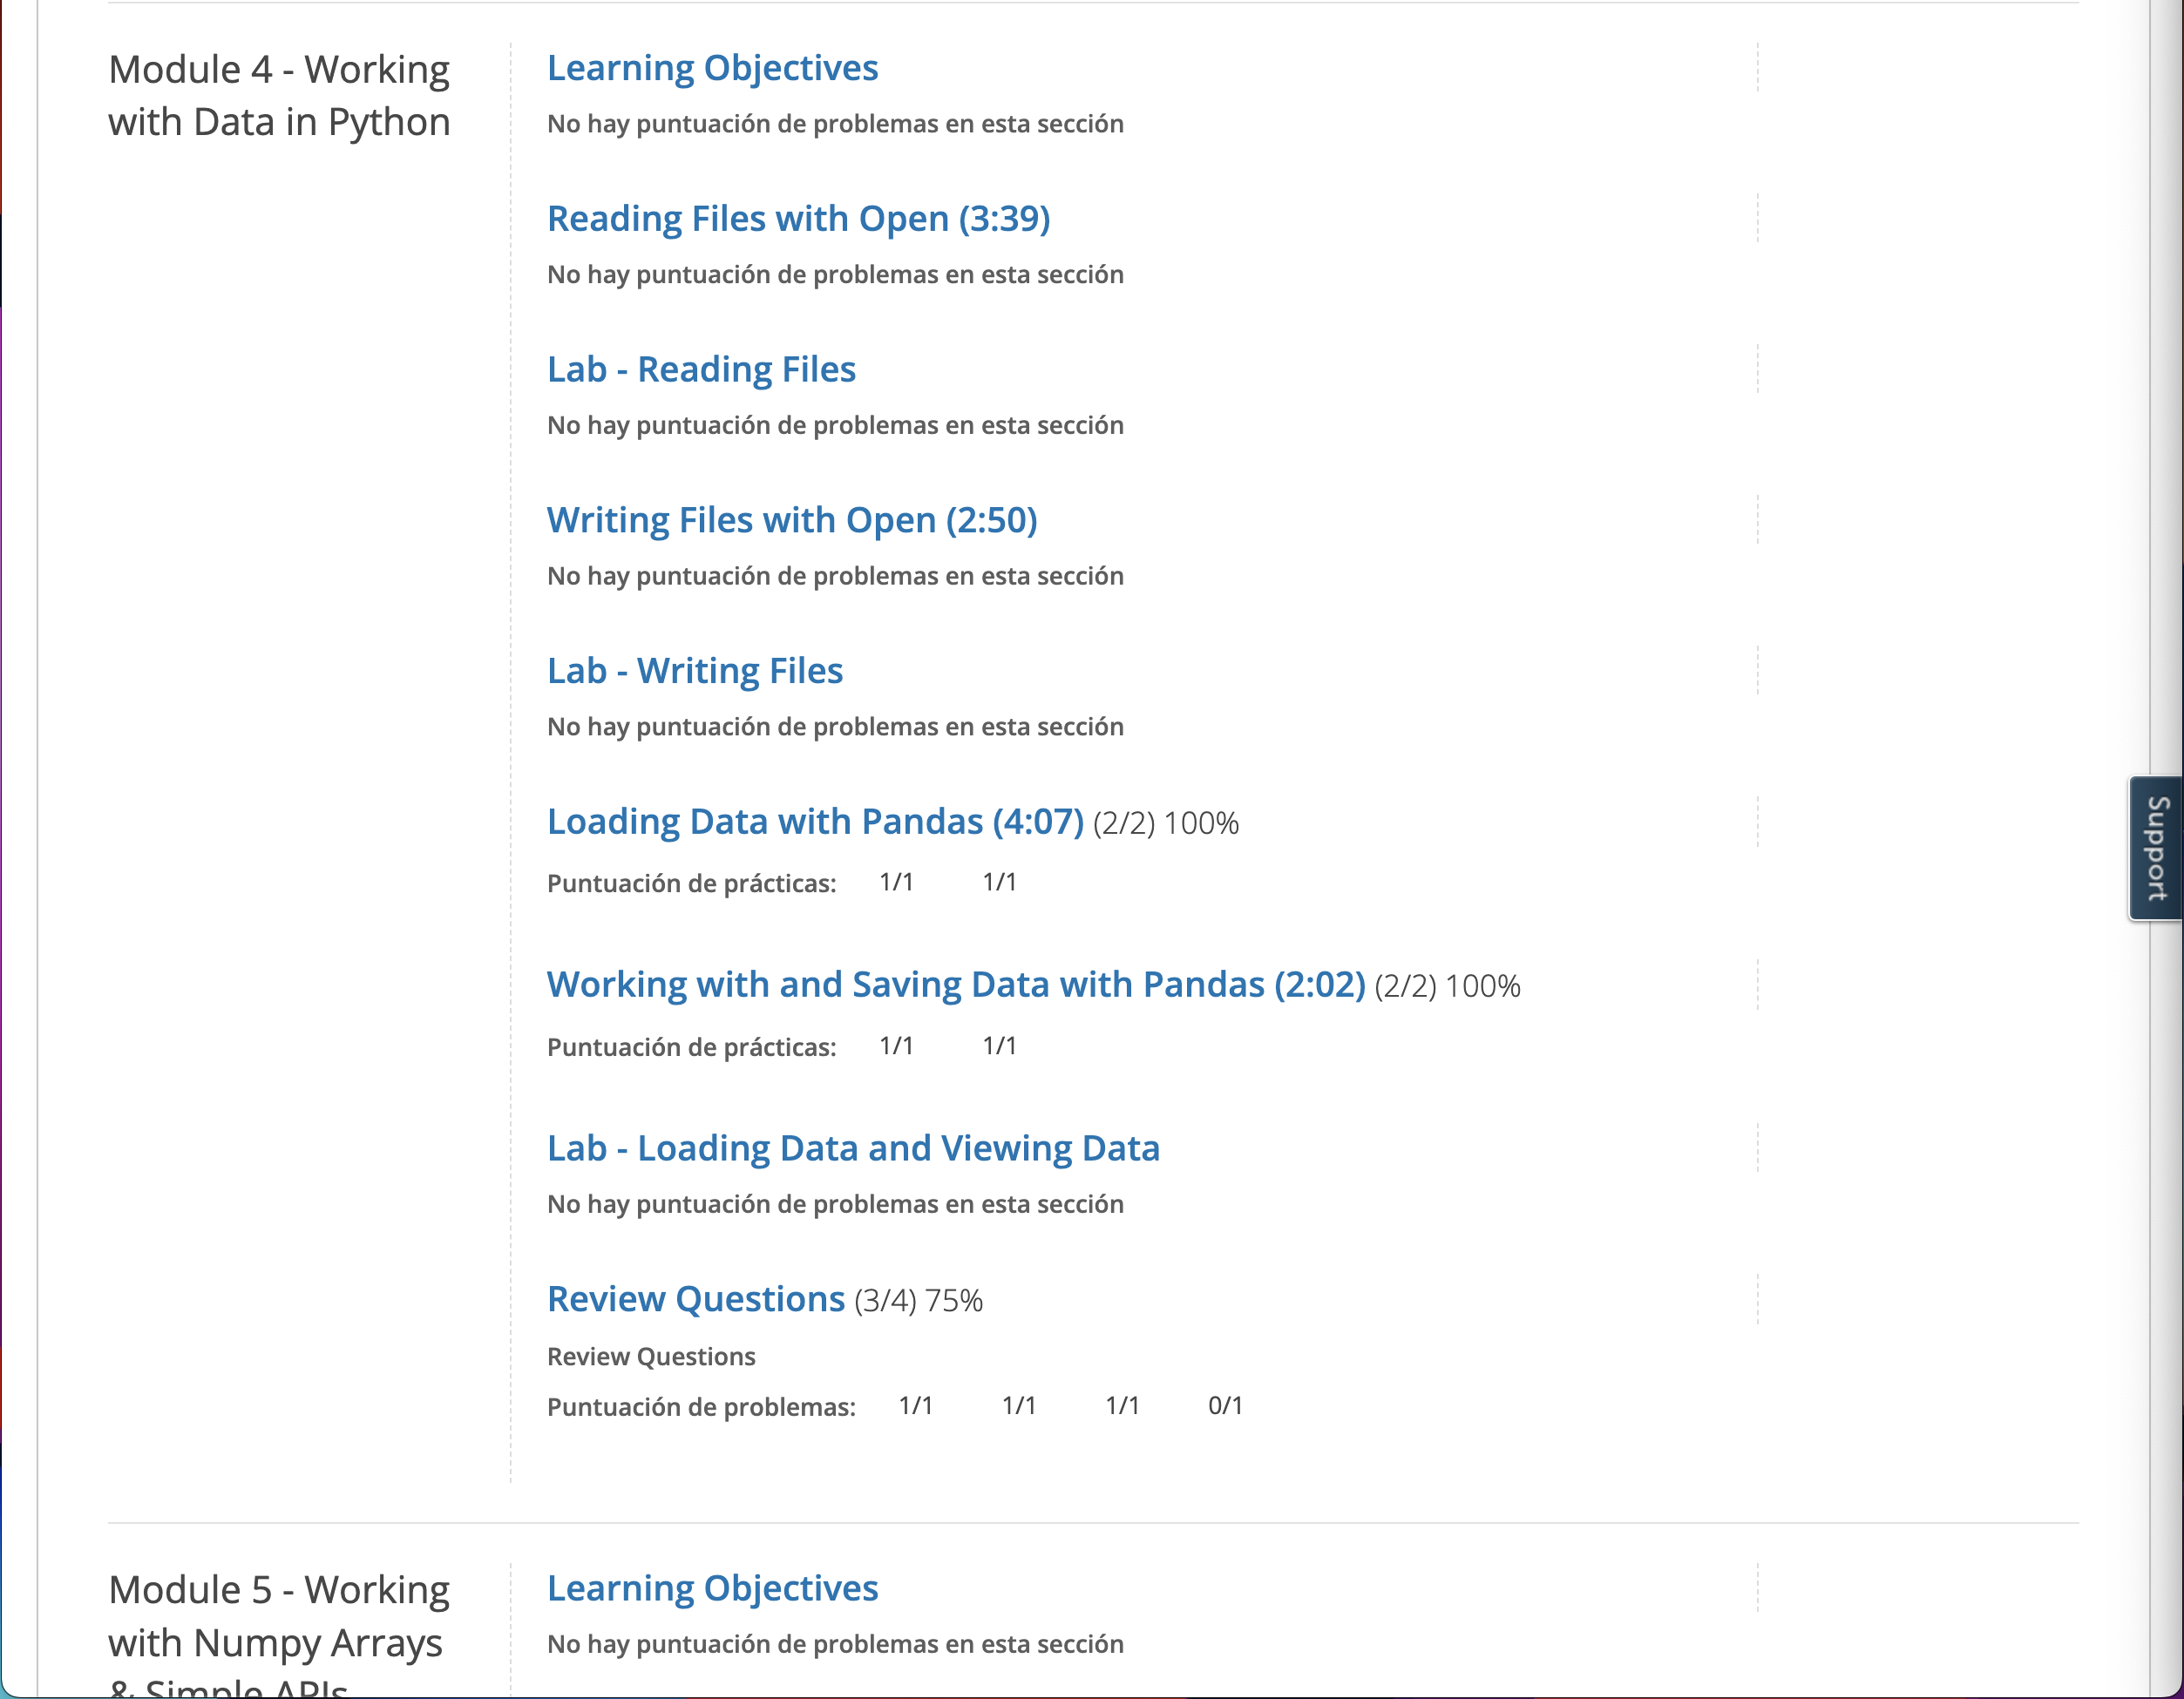 Module 4 - Working
with Data in Python
Learning Objectives
No hay puntuación de problemas en esta sección
Reading Files with Open (3:39)
No hay puntuación de problemas en esta sección
Lab - Reading Files
No hay puntuación de problemas en esta sección
Writing Files with Open (2:50)
No hay puntuación de problemas en esta sección
Lab - Writing Files
No hay puntuación de problemas en esta sección
Loading Data with Pandas (4:07) (2/2) 100%
Puntuación de prácticas: 1/1 1/1
Working with and Saving Data with Pandas (2:02) (2/2) 100%
Puntuación de prácticas: 1/1 1/1
Lab - Loading Data and Viewing Data
No hay puntuación de problemas en esta sección
Review Questions (3/4) 75%
Review Questions
Puntuación de problemas: 1/1 1/1 1/1 0/1
Module 5 - Working
with Numpy Arrays
& Simple APIs
Learning Objectives
No hay puntuación de problemas en esta sección
Support